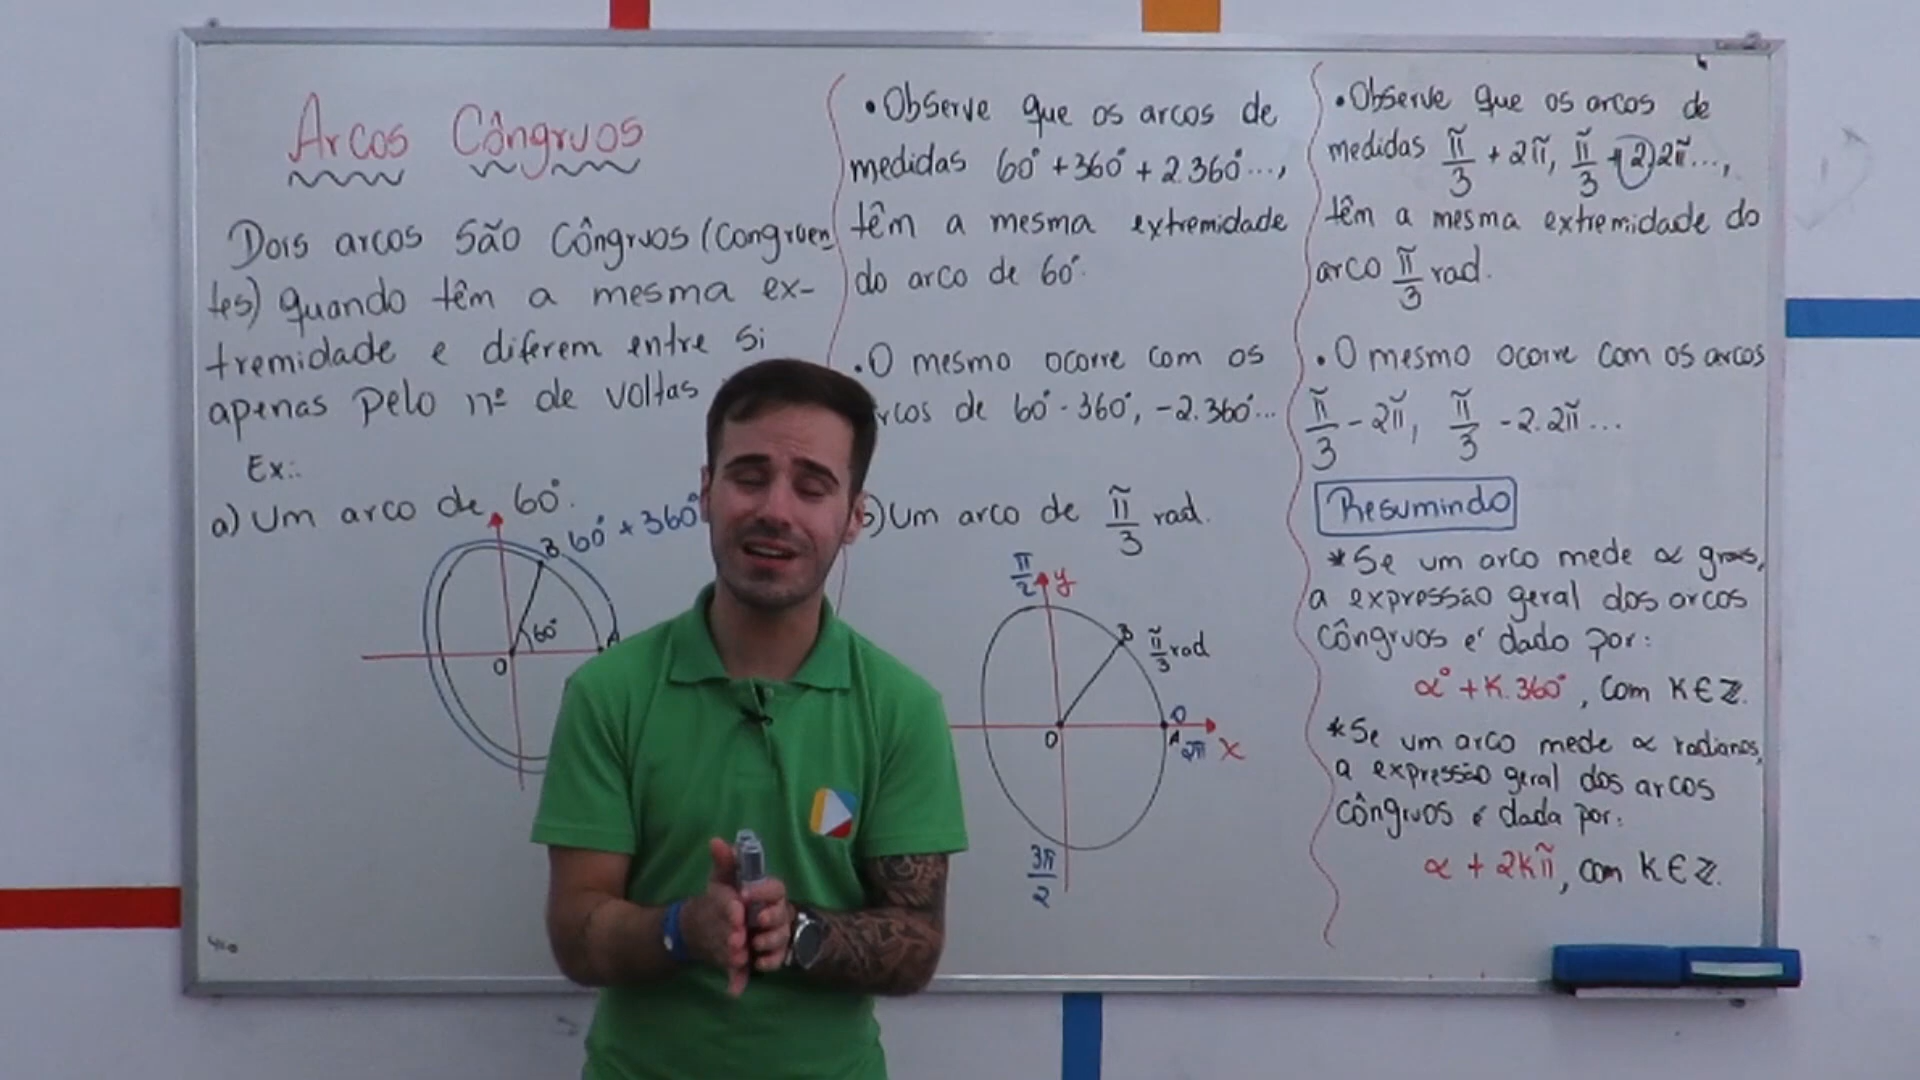 Arcos Côngruos
Dois arcos são Côngruos (Congruen
tes) quando têm a mesma ex-
tremidade e diferem entre si
apenas pelo nº de voltas
Ex:.
a) Um arco de 60°.
60° + 360°
B
60°
O
A
• Observe que os arcos de
medidas 60° + 360° + 2.360°...,
têm a mesma extremidade
do arco de 60°.
• O mesmo ocorre com os
rcos de 60° - 360°, -2.360°...
b) Um arco de π/3 rad.
π/2
y
B
π/3 rad
O
0
A
2π
x
3π/2
• Observe que os arcos de
medidas π/3 + 2π, π/3 + 2.2π...,
têm a mesma extremidade do
arco π/3 rad.
• O mesmo ocorre com os arcos
π/3 - 2π, π/3 - 2.2π...
Resumindo
* Se um arco mede α graus,
a expressão geral dos arcos
côngruos é dado por:
α° + K.360°, com K ∈ Z.
* Se um arco mede α radianos,
a expressão geral dos arcos
côngruos é dada por:
α + 2Kπ, com K ∈ Z.